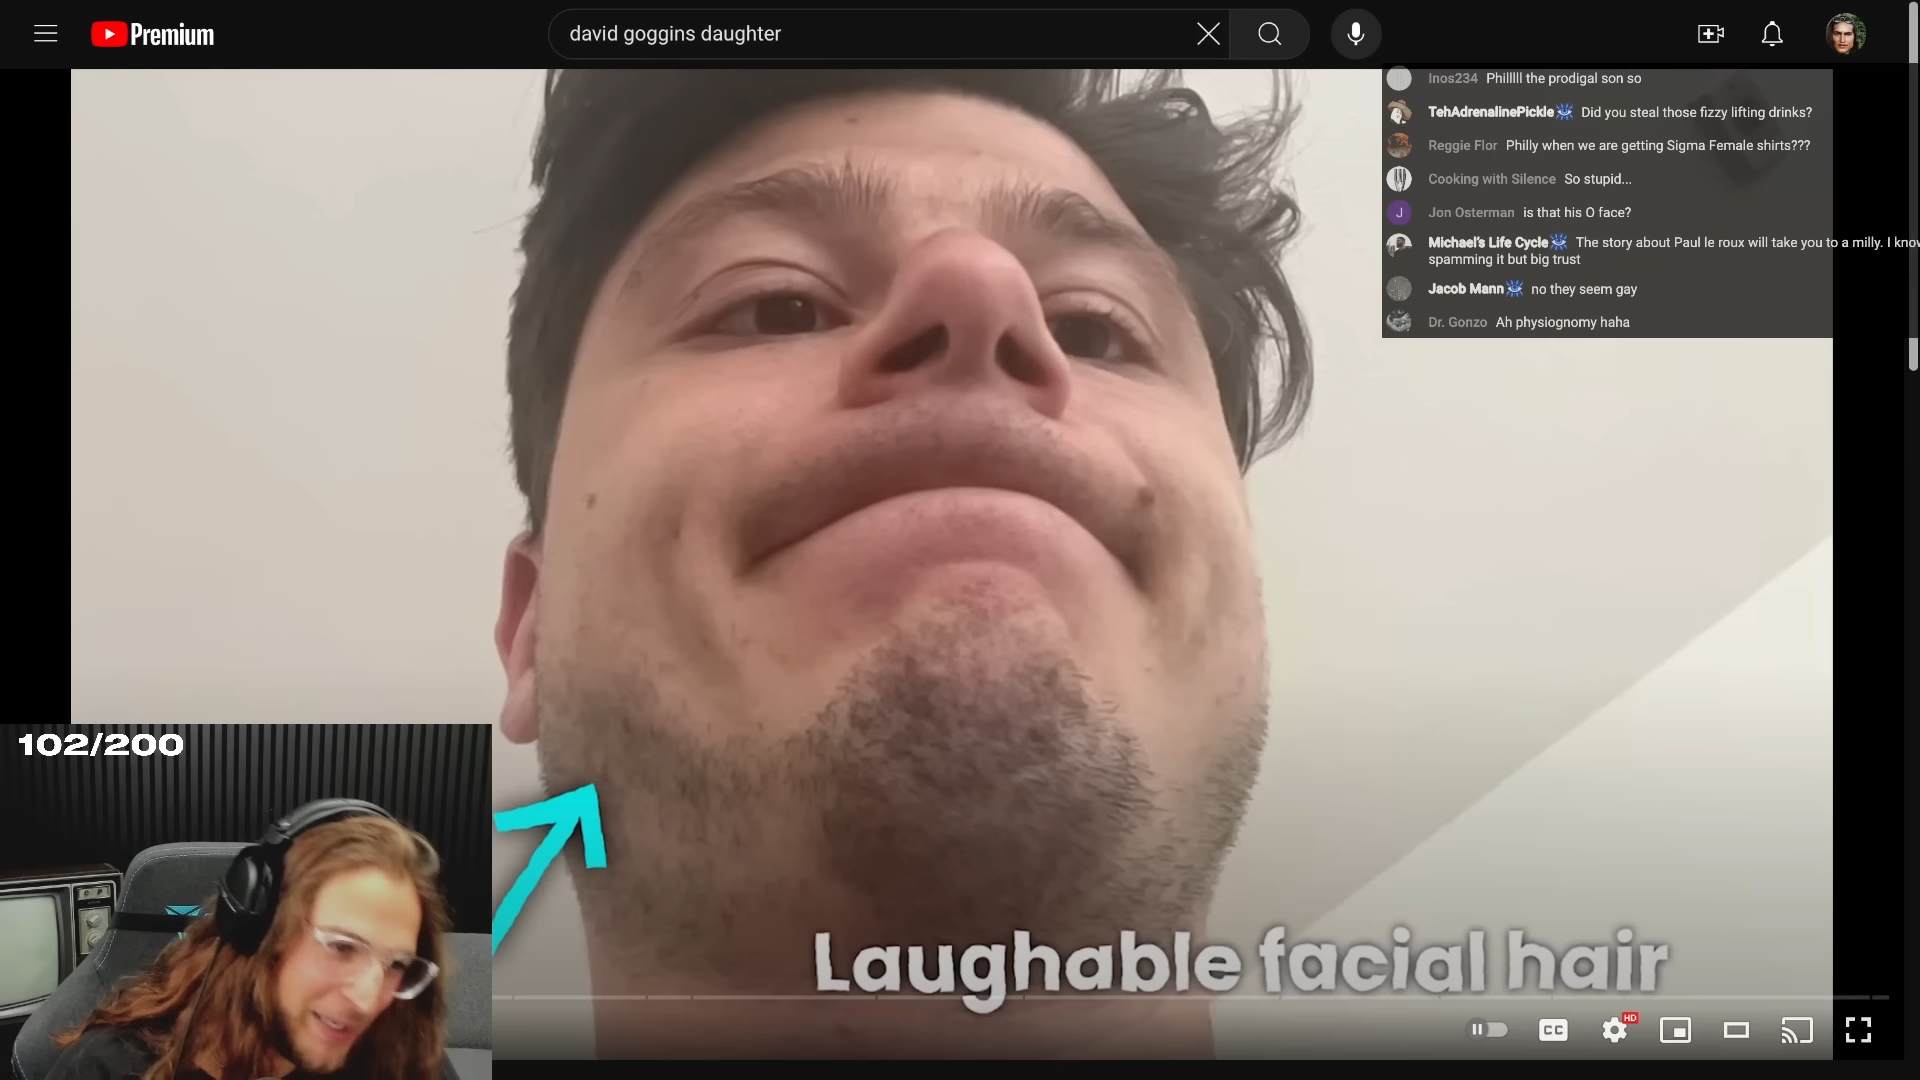 Premium
david goggins daughter
Inos234 Phillllll the prodigal son so
TehAdrenalinePickle Did you steal those fizzy lifting drinks?
Reggie Flor Philly when we are getting Sigma Female shirts???
Cooking with Silence So stupid...
J Jon Osterman is that his O face?
Michael's Life Cycle The story about Paul le roux will take you to a milly. I know
spamming it but big trust
Jacob Mann no they seem gay
Dr. Gonzo Ah physiognomy haha
102/200
Laughable facial hair
CC HD